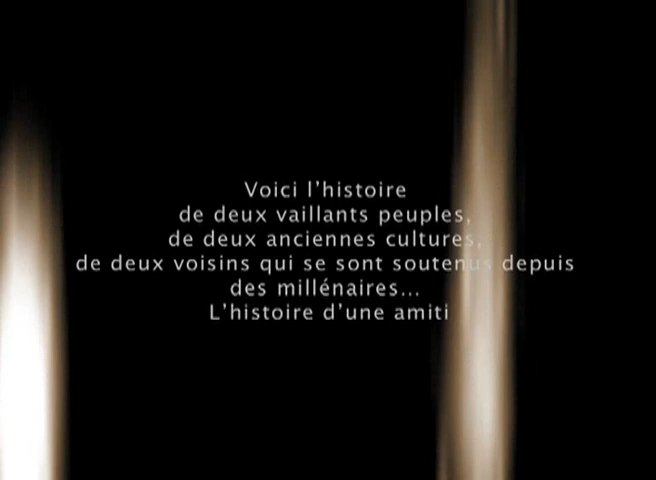 Voici l'histoire
de deux vaillants peuples,
de deux anciennes cultures,
de deux voisins qui se sont soutenus depuis
des millénaires...
L'histoire d'une amiti